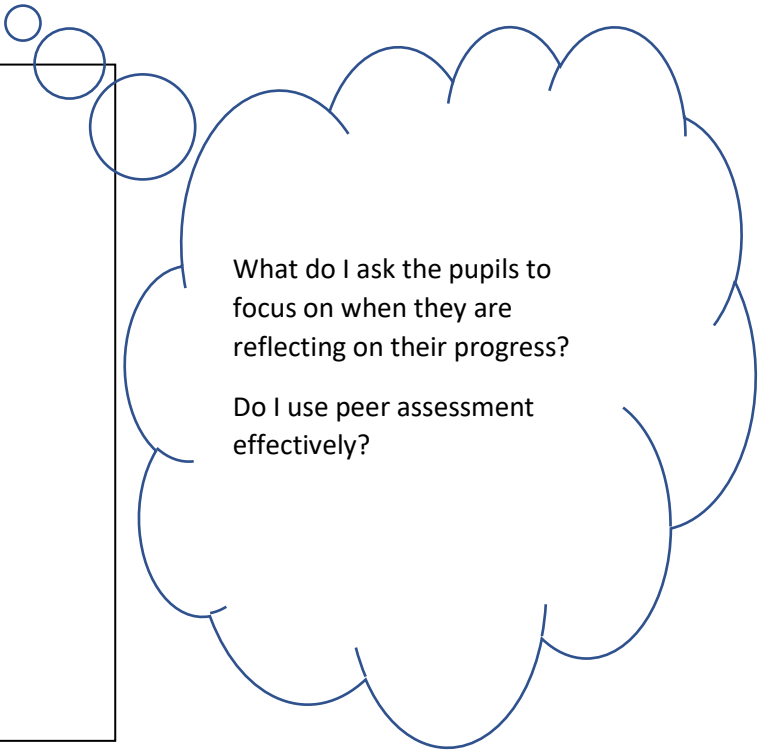 What do I ask the pupils to
focus on when they are
reflecting on their progress?
Do I use peer assessment
effectively?